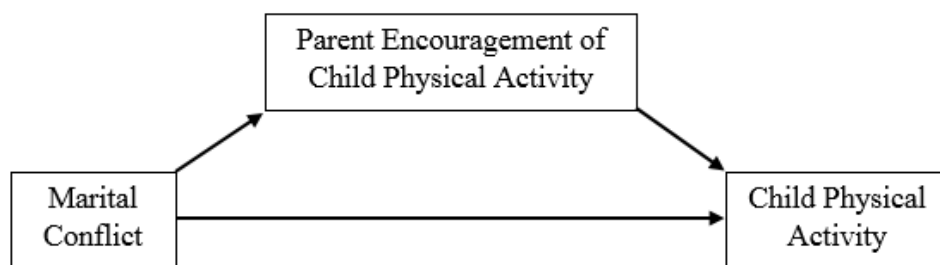 Parent Encouragement of
Child Physical Activity
Marital
Conflict
Child Physical
Activity